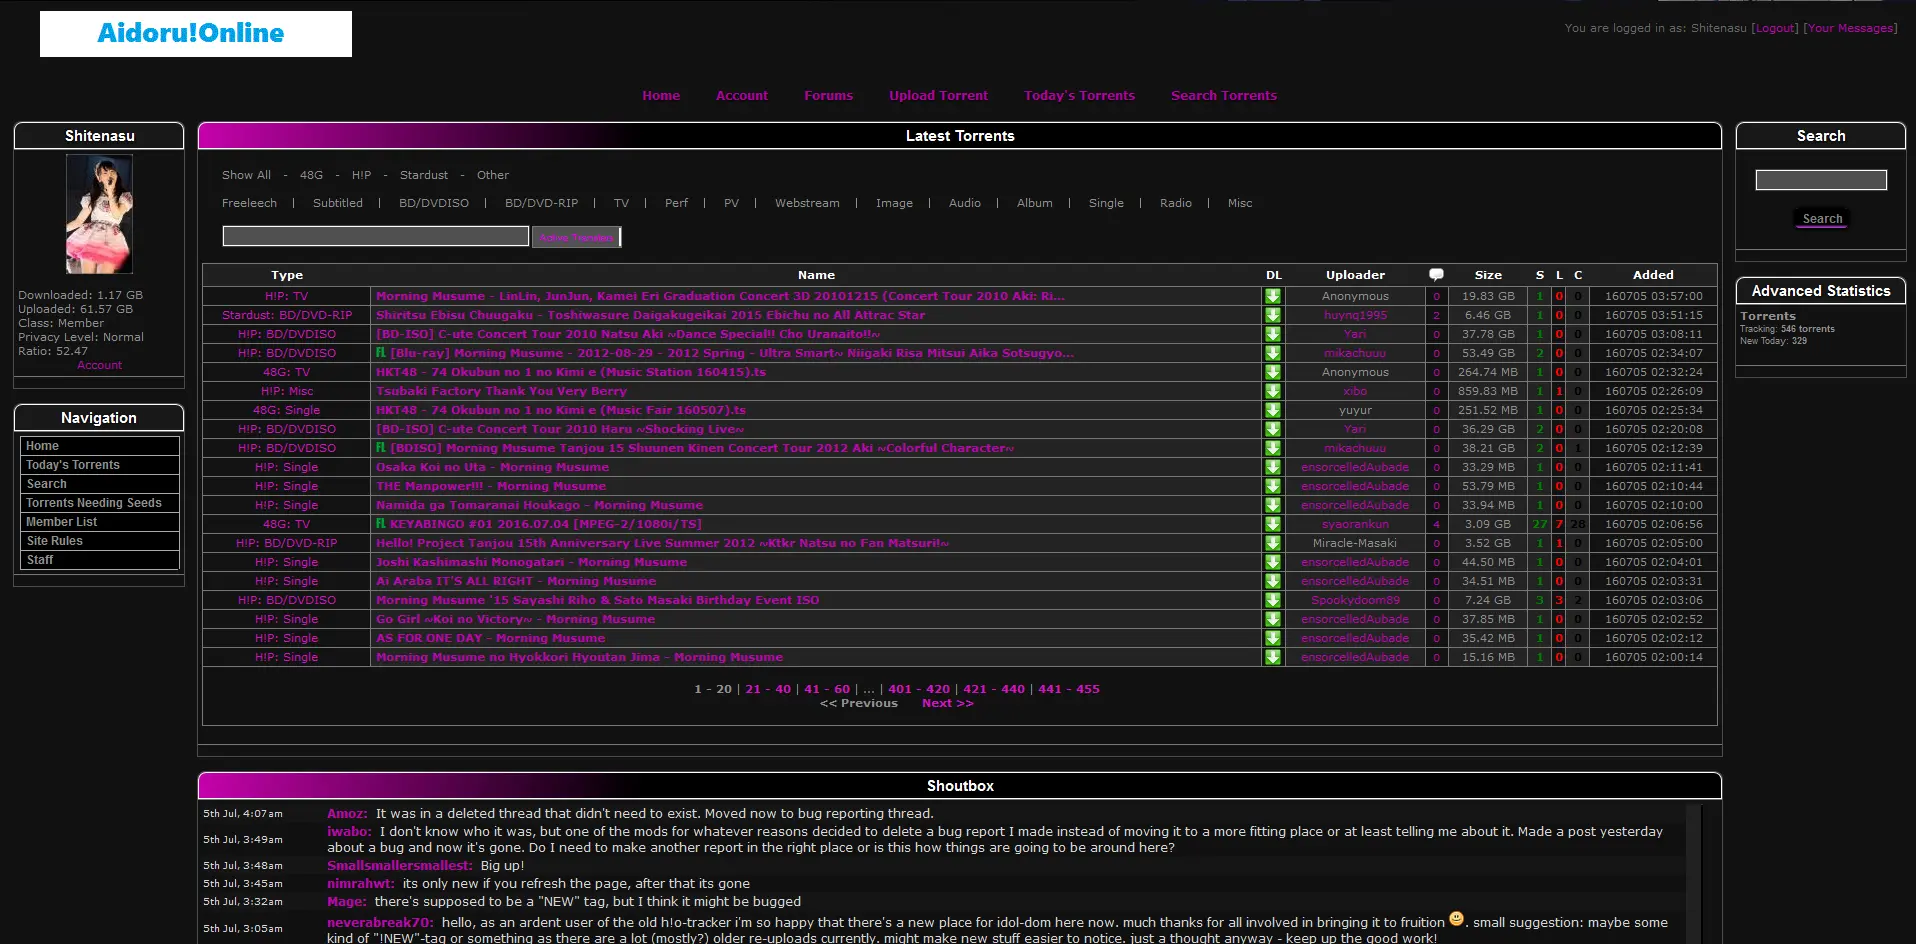 Aidoru!Online
You are logged in as: Shitenasu [Logout] [Your Messages]
Home Account Forums Upload Torrent Today's Torrents Search Torrents
Shitenasu
Downloaded: 1.17 GB
Uploaded: 61.57 GB
Class: Member
Privacy Level: Normal
Ratio: 52.47
Account
Navigation
Home
Today's Torrents
Search
Torrents Needing Seeds
Member List
Site Rules
Staff
Latest Torrents
Show All - 48G - H!P - Stardust - Other
Freeleech | Subtitled | BD/DVDISO | BD/DVD-RIP | TV | Perf | PV | Webstream | Image | Audio | Album | Single | Radio | Misc
Type Name DL Uploader Size S L C Added
H!P: TV Morning Musume - LinLin, JunJun, Kamei Eri Graduation Concert 3D 20101215 (Concert Tour 2010 Aki: Ri... Anonymous 0 19.83 GB 1 0 0 160705 03:57:00
Stardust: BD/DVD-RIP Shiritsu Ebisu Chuugaku - Toshiwasure Daigakugeikai 2015 Ebichu no All Attrac Star huynq1995 2 6.46 GB 1 0 0 160705 03:51:15
H!P: BD/DVDISO [BD-ISO] C-ute Concert Tour 2010 Natsu Aki ~Dance Special!! Cho Uranaito!!~ Yari 0 37.78 GB 1 0 0 160705 03:08:11
H!P: BD/DVDISO FL [Blu-ray] Morning Musume - 2012-08-29 - 2012 Spring - Ultra Smart~ Niigaki Risa Mitsui Aika Sotsugyo... mikachuuu 0 53.49 GB 2 0 0 160705 02:34:07
48G: TV HKT48 - 74 Okubun no 1 no Kimi e (Music Station 160415).ts Anonymous 0 264.74 MB 1 0 0 160705 02:32:24
H!P: Misc Tsubaki Factory Thank You Very Berry xibo 0 859.83 MB 1 1 0 160705 02:26:09
48G: Single HKT48 - 74 Okubun no 1 no Kimi e (Music Fair 160507).ts yuyur 0 251.52 MB 1 0 0 160705 02:25:34
H!P: BD/DVDISO [BD-ISO] C-ute Concert Tour 2010 Haru ~Shocking Live~ Yari 0 36.29 GB 2 0 0 160705 02:20:08
H!P: BD/DVDISO FL [BDISO] Morning Musume Tanjou 15 Shuunen Kinen Concert Tour 2012 Aki ~Colorful Character~ mikachuuu 0 38.21 GB 2 0 1 160705 02:12:39
H!P: Single Osaka Koi no Uta - Morning Musume ensorcelledAubade 0 33.29 MB 1 0 0 160705 02:11:41
H!P: Single THE Manpower!!! - Morning Musume ensorcelledAubade 0 53.79 MB 1 0 0 160705 02:10:44
H!P: Single Namida ga Tomaranai Houkago - Morning Musume ensorcelledAubade 0 33.94 MB 1 0 0 160705 02:10:00
48G: TV FL KEYABINGO #01 2016.07.04 [MPEG-2/1080i/TS] syaorankun 4 3.09 GB 27 7 28 160705 02:06:56
H!P: BD/DVD-RIP Hello! Project Tanjou 15th Anniversary Live Summer 2012 ~Ktkr Natsu no Fan Matsuri!~ Miracle-Masaki 0 3.52 GB 1 1 0 160705 02:05:00
H!P: Single Joshi Kashimashi Monogatari - Morning Musume ensorcelledAubade 0 44.50 MB 1 0 0 160705 02:04:01
H!P: Single Ai Araba IT'S ALL RIGHT - Morning Musume ensorcelledAubade 0 34.51 MB 1 0 0 160705 02:03:31
H!P: BD/DVDISO Morning Musume '15 Sayashi Riho & Sato Masaki Birthday Event ISO Spookydoom89 0 7.24 GB 3 3 2 160705 02:03:06
H!P: Single Go Girl ~Koi no Victory~ - Morning Musume ensorcelledAubade 0 37.85 MB 1 0 0 160705 02:02:52
H!P: Single AS FOR ONE DAY - Morning Musume ensorcelledAubade 0 35.42 MB 1 0 0 160705 02:02:12
H!P: Single Morning Musume no Hyokkori Hyoutan Jima - Morning Musume ensorcelledAubade 0 15.16 MB 1 0 0 160705 02:00:14
1 - 20 | 21 - 40 | 41 - 60 | ... | 401 - 420 | 421 - 440 | 441 - 455
<< Previous Next >>
Search
Search
Advanced Statistics
Torrents
Tracking: 546 torrents
New Today: 329
Shoutbox
5th Jul, 4:07am Amoz: It was in a deleted thread that didn't need to exist. Moved now to bug reporting thread.
5th Jul, 3:49am iwabo: I don't know who it was, but one of the mods for whatever reasons decided to delete a bug report I made instead of moving it to a more fitting place or at least telling me about it. Made a post yesterday
about a bug and now it's gone. Do I need to make another report in the right place or is this how things are going to be around here?
5th Jul, 3:48am Smallsmallersmallest: Big up!
5th Jul, 3:45am nimrahwt: its only new if you refresh the page, after that its gone
5th Jul, 3:32am Mage: there's supposed to be a "NEW" tag, but I think it might be bugged
5th Jul, 3:05am neverabreak70: hello, as an ardent user of the old h!o-tracker i'm so happy that there's a new place for idol-dom here now. much thanks for all involved in bringing it to fruition . small suggestion: maybe some
kind of "!NEW"-tag or something as there are a lot (mostly?) older re-uploads currently. might make new stuff easier to notice. just a thought anyway - keep up the good work!